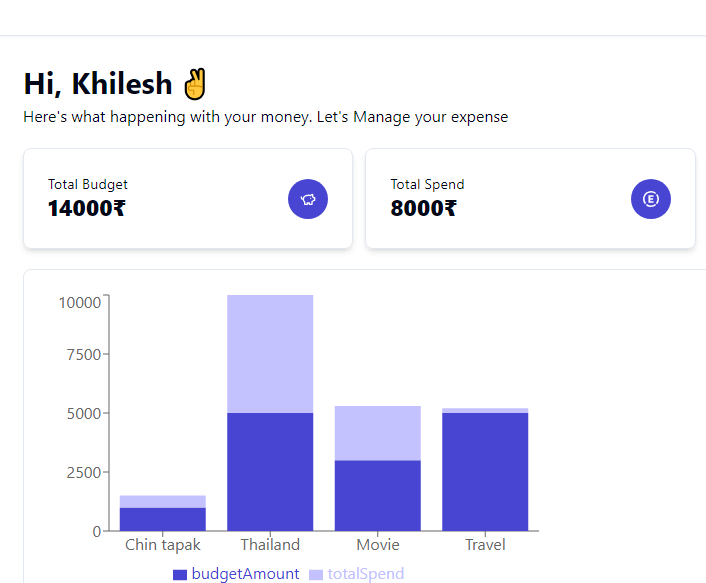 Hi, Khilesh ✌️
Here's what happening with your money. Let's Manage your expense
Total Budget
14000₹
Total Spend
8000₹
10000
7500
5000
2500
0
Chin tapak Thailand Movie Travel
budgetAmount totalSpend